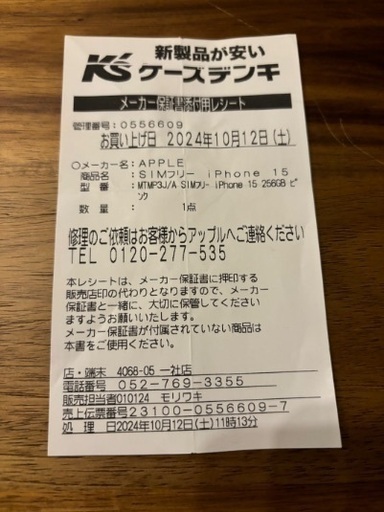 新製品が安い
K's ケーズデンキ
メーカー保証書添付用レシート
管理番号:0556609
お買い上げ日 2024年10月12日(土)
○メーカー名:APPLE
商品名 :SIMフリー iPhone 15
型番 :MTMP3J/A SIMフリー iPhone 15 256GB ピ
ンク
数量 : 1点
修理のご依頼はお客様からアップルへご連絡ください
TEL 0120-277-535
本レシートは、メーカー保証書に押印する
販売店印の代わりとなりますので、メーカー
保証書と一緒に、大切に保管してください
ますようお願いいたします。
メーカー保証書が付属されていない商品は
本書をご使用ください。
店・端末 4068-05 一社店
電話番号 052-769-3355
販売担当者010124 モリワキ
売上伝票番号23100-0556609-7
処 理 日2024年10月12日(土)11時13分